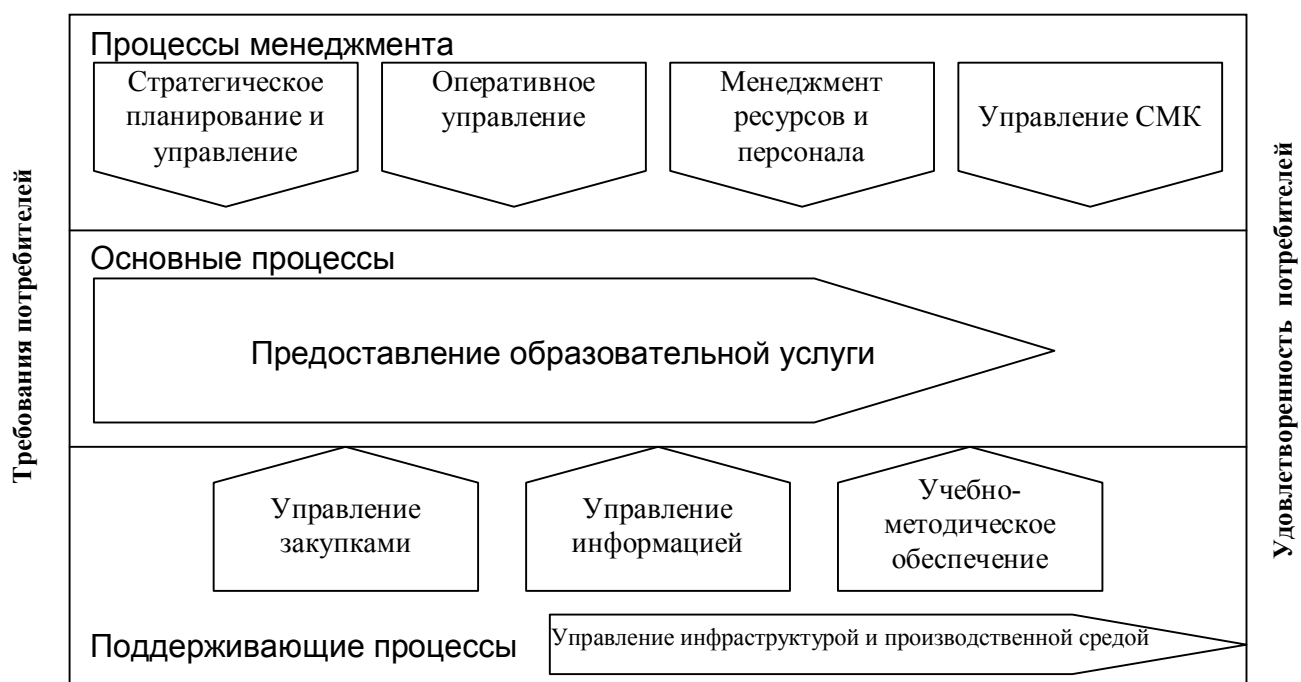 Требования потребителей
Процессы менеджмента
Стратегическое
планирование и
управление
Оперативное
управление
Менеджмент
ресурсов и
персонала
Управление СМК
Основные процессы
Предоставление образовательной услуги
Управление
закупками
Управление
информацией
Учебно-
методическое
обеспечение
Поддерживающие процессы
Управление инфраструктурой и производственной средой
Удовлетворенность потребителей